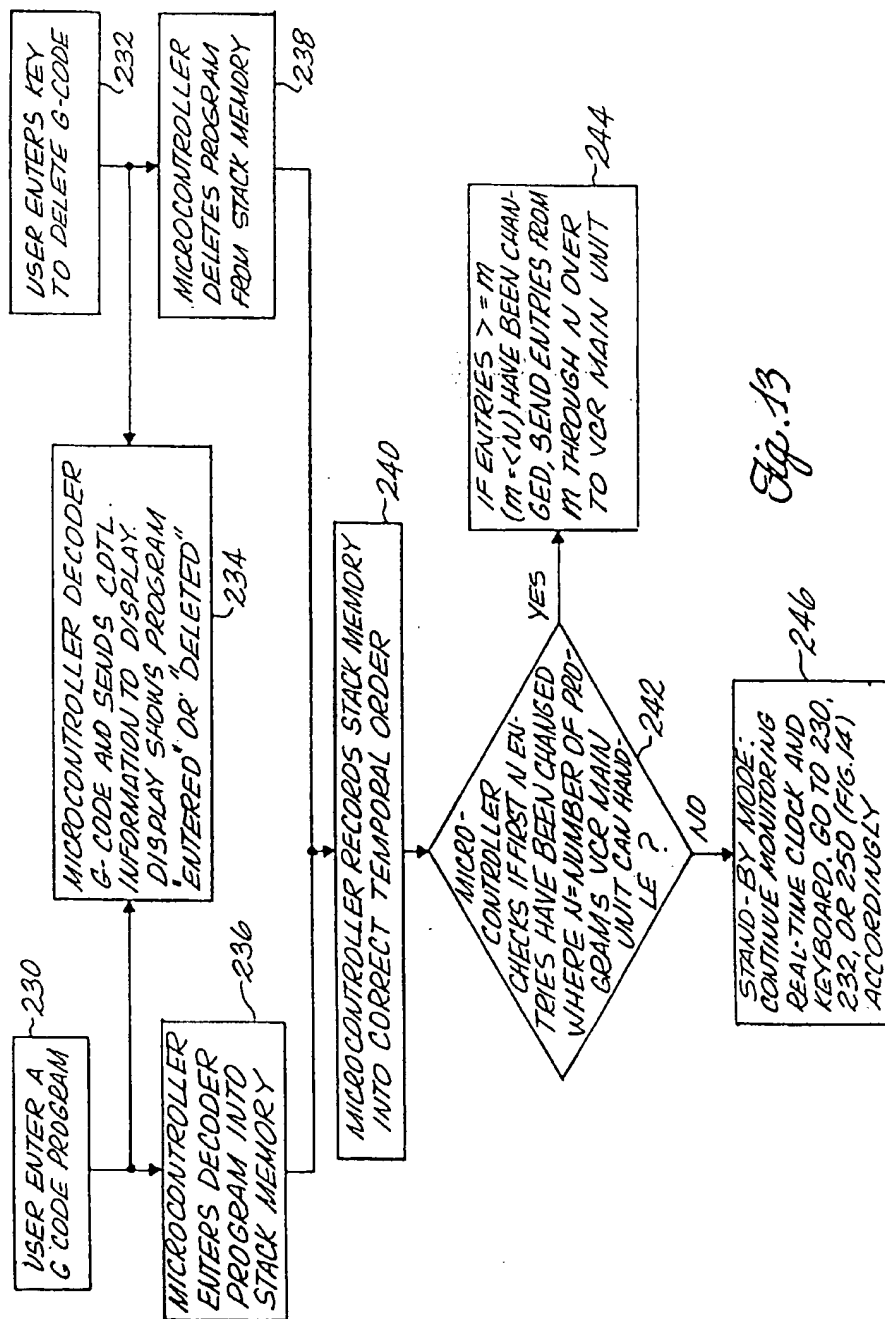 USER ENTER A
G CODE PROGRAM
230
MICROCONTROLLER DECODER
G-CODE AND SENDS CDTL.
INFORMATION TO DISPLAY.
DISPLAY SHOWS PROGRAM
"ENTERED" OR "DELETED"
234
USER ENTERS KEY
TO DELETE G-CODE
232
MICROCONTROLLER
ENTERS DECODER
PROGRAM INTO
STACK MEMORY
236
MICROCONTROLLER
DELETES PROGRAM
FROM STACK MEMORY
238
MICROCONTROLLER RECORDS STACK MEMORY
INTO CORRECT TEMPORAL ORDER
240
MICRO-
CONTROLLER
CHECKS IF FIRST N EN-
TRIES HAVE BEEN CHANGED
WHERE N=NUMBER OF PRO-
GRAMS VCR MAIN
UNIT CAN HAND-
LE ?
242
YES
IF ENTRIES > = M
(M=<N) HAVE BEEN CHAN-
GED, SEND ENTRIES FROM
M THROUGH N OVER
TO VCR MAIN UNIT
244
NO
STAND-BY MODE:
CONTINUE MONITORING
REAL-TIME CLOCK AND
KEYBOARD. GO TO 230,
232, OR 250 (FIG.14)
ACCORDINGLY
246
Fig. 13